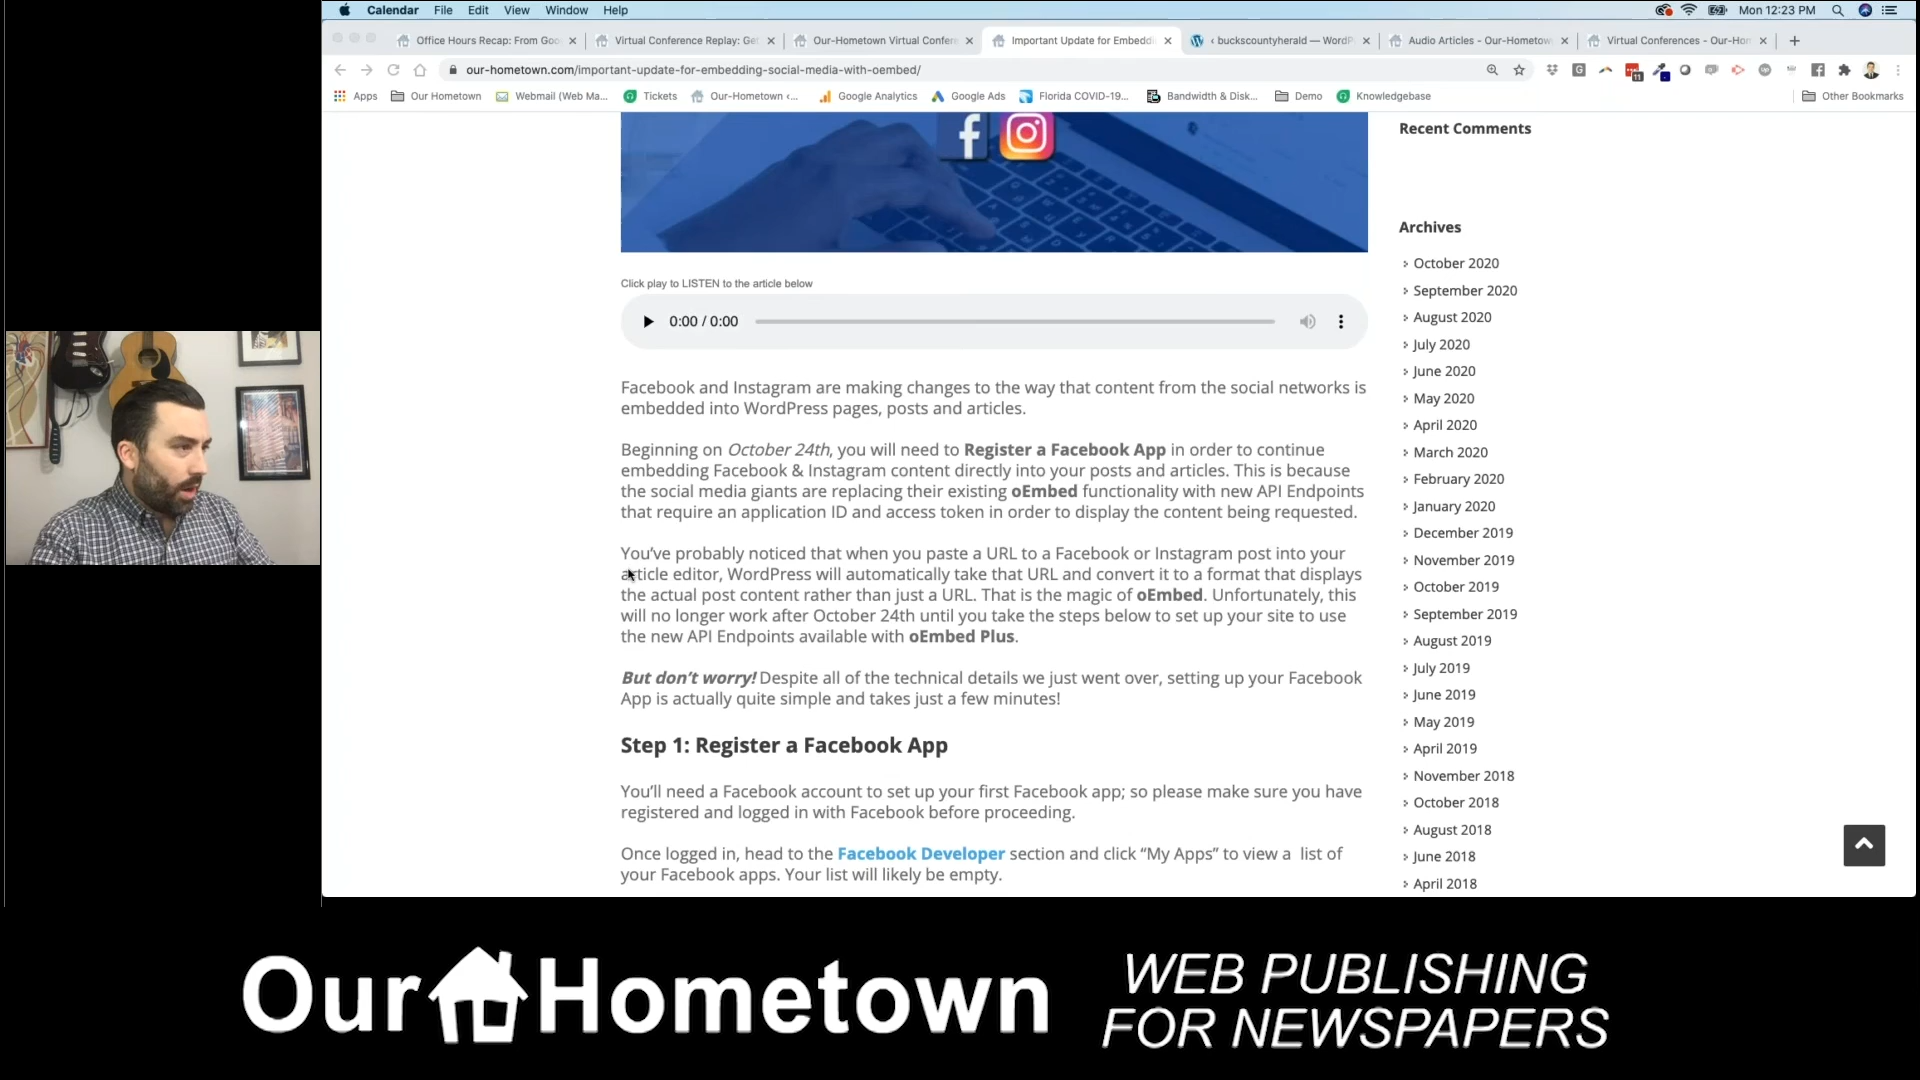 Calendar File Edit View Window Help
Mon 12:23 PM
Office Hours Recap: From Goo
Virtual Conference Replay: Ge
Our-Hometown Virtual Confere
Important Update for Embeddi
‹ buckscountyherald — WordP
Audio Articles - Our-Hometow
Virtual Conferences - Our-Hom
our-hometown.com/important-update-for-embedding-social-media-with-oembed/
Apps Our Hometown Webmail (Web Ma... Tickets Our-Hometown ‹... Google Analytics Google Ads Florida COVID-19... Bandwidth & Disk... Demo Knowledgebase Other Bookmarks
Click play to LISTEN to the article below
0:00 / 0:00
Facebook and Instagram are making changes to the way that content from the social networks is
embedded into WordPress pages, posts and articles.
Beginning on October 24th, you will need to Register a Facebook App in order to continue
embedding Facebook & Instagram content directly into your posts and articles. This is because
the social media giants are replacing their existing oEmbed functionality with new API Endpoints
that require an application ID and access token in order to display the content being requested.
You’ve probably noticed that when you paste a URL to a Facebook or Instagram post into your
article editor, WordPress will automatically take that URL and convert it to a format that displays
the actual post content rather than just a URL. That is the magic of oEmbed. Unfortunately, this
will no longer work after October 24th until you take the steps below to set up your site to use
the new API Endpoints available with oEmbed Plus.
But don’t worry! Despite all of the technical details we just went over, setting up your Facebook
App is actually quite simple and takes just a few minutes!
Step 1: Register a Facebook App
You’ll need a Facebook account to set up your first Facebook app; so please make sure you have
registered and logged in with Facebook before proceeding.
Once logged in, head to the Facebook Developer section and click “My Apps” to view a list of
your Facebook apps. Your list will likely be empty.
Recent Comments
Archives
October 2020
September 2020
August 2020
July 2020
June 2020
May 2020
April 2020
March 2020
February 2020
January 2020
December 2019
November 2019
October 2019
September 2019
August 2019
July 2019
June 2019
May 2019
April 2019
November 2018
October 2018
August 2018
June 2018
April 2018
Our Hometown
WEB PUBLISHING
FOR NEWSPAPERS